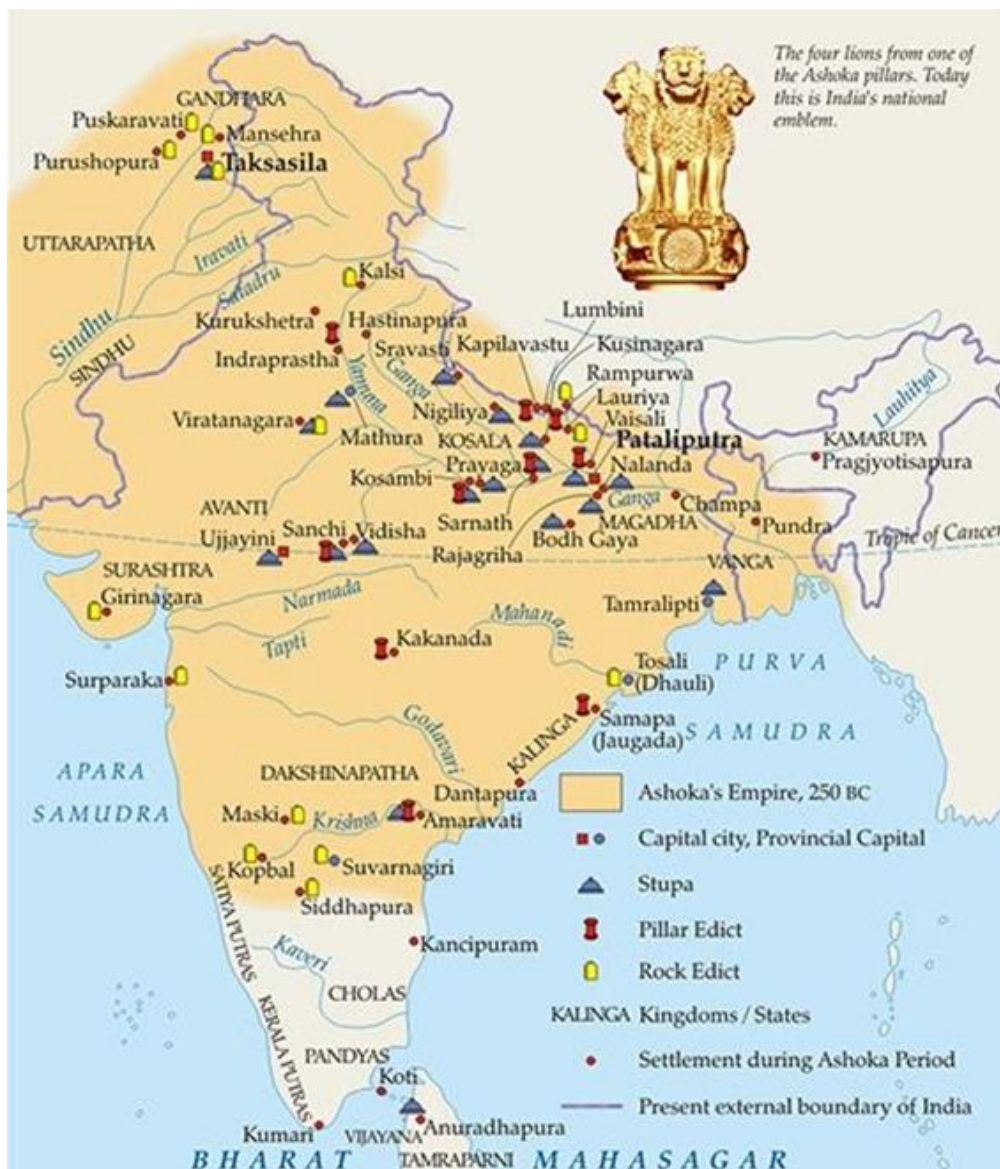 The four lions from one of
the Ashoka pillars. Today
this is India's national
emblem.
GANDHARA
Puskaravati
Mansehra
Purushopura
Taksasila
UTTARAPATHA
Iravati
Satadru
Kalsi
Sindhu
SINDHU
Kurukshetra
Hastinapura
Lumbini
Indraprastha
Sravasti
Kapilavastu
Kusinagara
Yamuna
Ganga
Rampurwa
Lauriya
Lauhitya
Viratanagara
Nigiliya
Vaisali
Mathura
KOSALA
Pataliputra
KAMARUPA
Prayaga
Nalanda
Pragjyotisapura
Kosambi
Ganga
AVANTI
Sarnath
MAGADHA
Champa
Ujjayini
Sanchi
Vidisha
Bodh Gaya
Pundra
Rajagriha
Tropic of Cancer
SURASHTRA
VANGA
Girinagara
Narmada
Tamralipti
Tapti
Kakanada
Mahanadi
Surparaka
Tosali
(Dhauli)
PURVA
SAMUDRA
Godavari
KALINGA
Samapa
(Jaugada)
APARA
SAMUDRA
DAKSHINAPATHA
Dantapura
Ashoka's Empire, 250 BC
Maski
Krishna
Amaravati
Capital city, Provincial Capital
Kopbal
Suvarnagiri
Stupa
Siddhapura
SATIYA PUTRAS
Pillar Edict
Kancipuram
Kaveri
Rock Edict
CHOLAS
KERALA PUTRAS
KALINGA Kingdoms / States
PANDYAS
Settlement during Ashoka Period
Koti
Present external boundary of India
Kumari
VIJAYANA
Anuradhapura
TAMRAPARNI
BHARAT MAHASAGAR